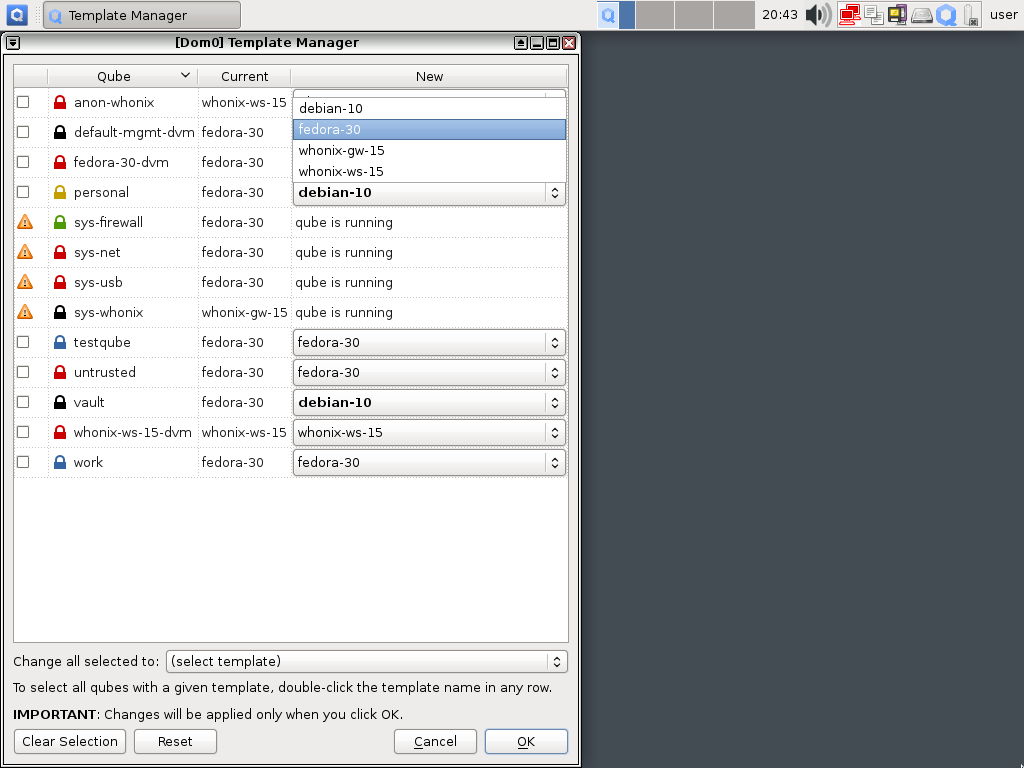 Template Manager
20:43
user
[Dom0] Template Manager
Qube Current New
anon-whonix whonix-ws-15
debian-10
default-mgmt-dvm fedora-30
fedora-30
whonix-gw-15
fedora-30-dvm fedora-30
whonix-ws-15
personal fedora-30 debian-10
sys-firewall fedora-30 qube is running
sys-net fedora-30 qube is running
sys-usb fedora-30 qube is running
sys-whonix whonix-gw-15 qube is running
testqube fedora-30 fedora-30
untrusted fedora-30 fedora-30
vault fedora-30 debian-10
whonix-ws-15-dvm whonix-ws-15 whonix-ws-15
work fedora-30 fedora-30
Change all selected to: (select template)
To select all qubes with a given template, double-click the template name in any row.
IMPORTANT: Changes will be applied only when you click OK.
Clear Selection Reset Cancel OK